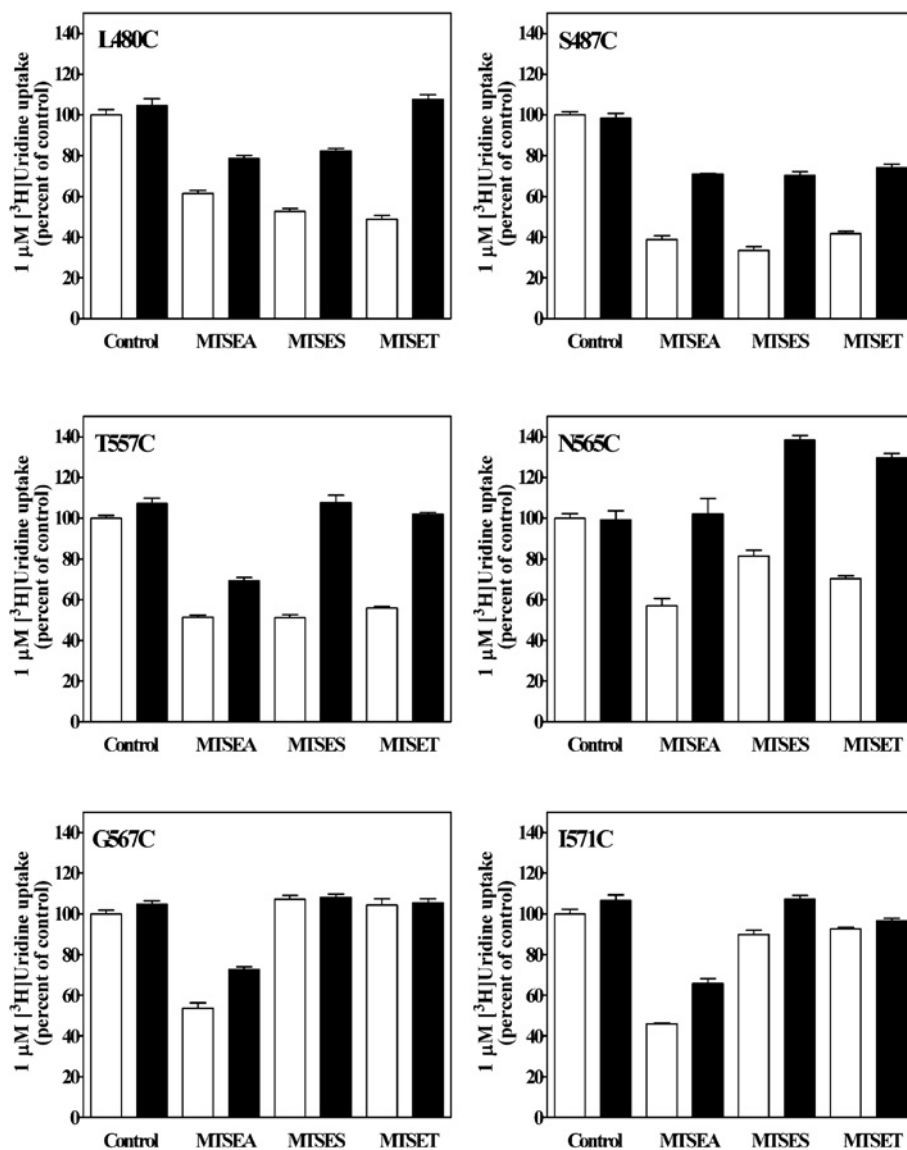 L480C
1 µM [³H]Uridine uptake
(percent of control)
140
120
100
80
60
40
20
0
Control MTSEA MTSES MTSET
S487C
1 µM [³H]Uridine uptake
(percent of control)
140
120
100
80
60
40
20
0
Control MTSEA MTSES MTSET
T557C
1 µM [³H]Uridine uptake
(percent of control)
140
120
100
80
60
40
20
0
Control MTSEA MTSES MTSET
N565C
1 µM [³H]Uridine uptake
(percent of control)
140
120
100
80
60
40
20
0
Control MTSEA MTSES MTSET
G567C
1 µM [³H]Uridine uptake
(percent of control)
140
120
100
80
60
40
20
0
Control MTSEA MTSES MTSET
I571C
1 µM [³H]Uridine uptake
(percent of control)
140
120
100
80
60
40
20
0
Control MTSEA MTSES MTSET